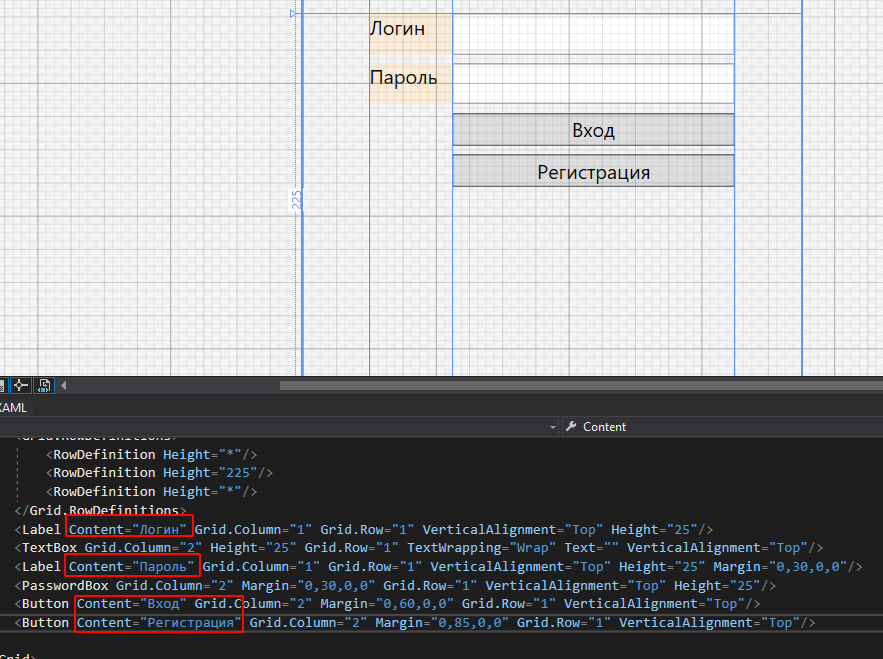 Логин
Пароль
Вход
Регистрация
225
XAML
Content
<RowDefinition Height="*"/>
<RowDefinition Height="225"/>
<RowDefinition Height="*"/>
</Grid.RowDefinitions>
<Label Content="Логин" Grid.Column="1" Grid.Row="1" VerticalAlignment="Top" Height="25"/>
<TextBox Grid.Column="2" Height="25" Grid.Row="1" TextWrapping="Wrap" Text="" VerticalAlignment="Top"/>
<Label Content="Пароль" Grid.Column="1" Grid.Row="1" VerticalAlignment="Top" Height="25" Margin="0,30,0,0"/>
<PasswordBox Grid.Column="2" Margin="0,30,0,0" Grid.Row="1" VerticalAlignment="Top" Height="25"/>
<Button Content="Вход" Grid.Column="2" Margin="0,60,0,0" Grid.Row="1" VerticalAlignment="Top"/>
<Button Content="Регистрация" Grid.Column="2" Margin="0,85,0,0" Grid.Row="1" VerticalAlignment="Top"/>